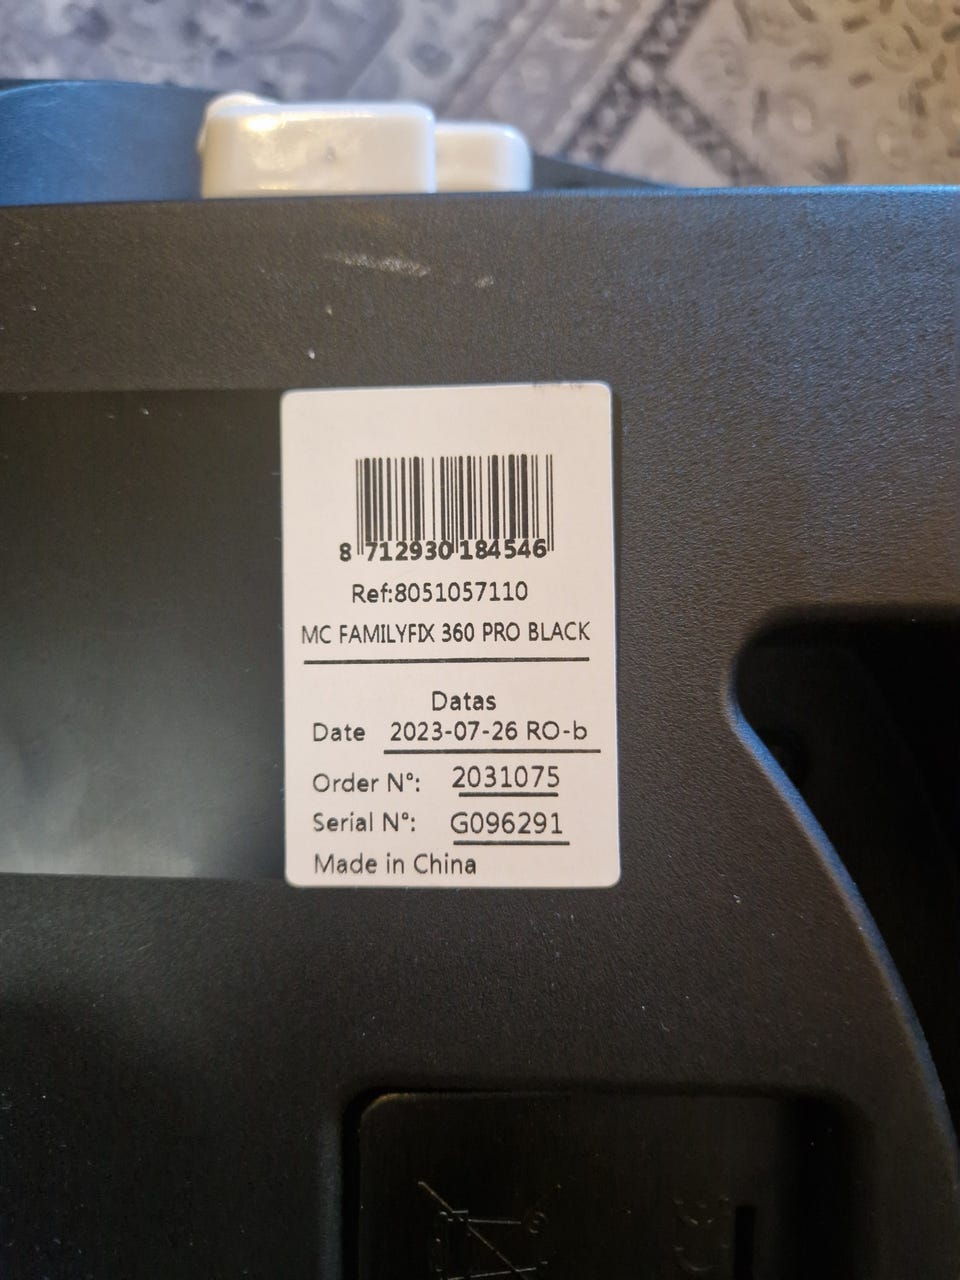 8 712930 184546
Ref:8051057110
MC FAMILYFIX 360 PRO BLACK
Datas
Date 2023-07-26 RO-b
Order N°: 2031075
Serial N°: G096291
Made in China